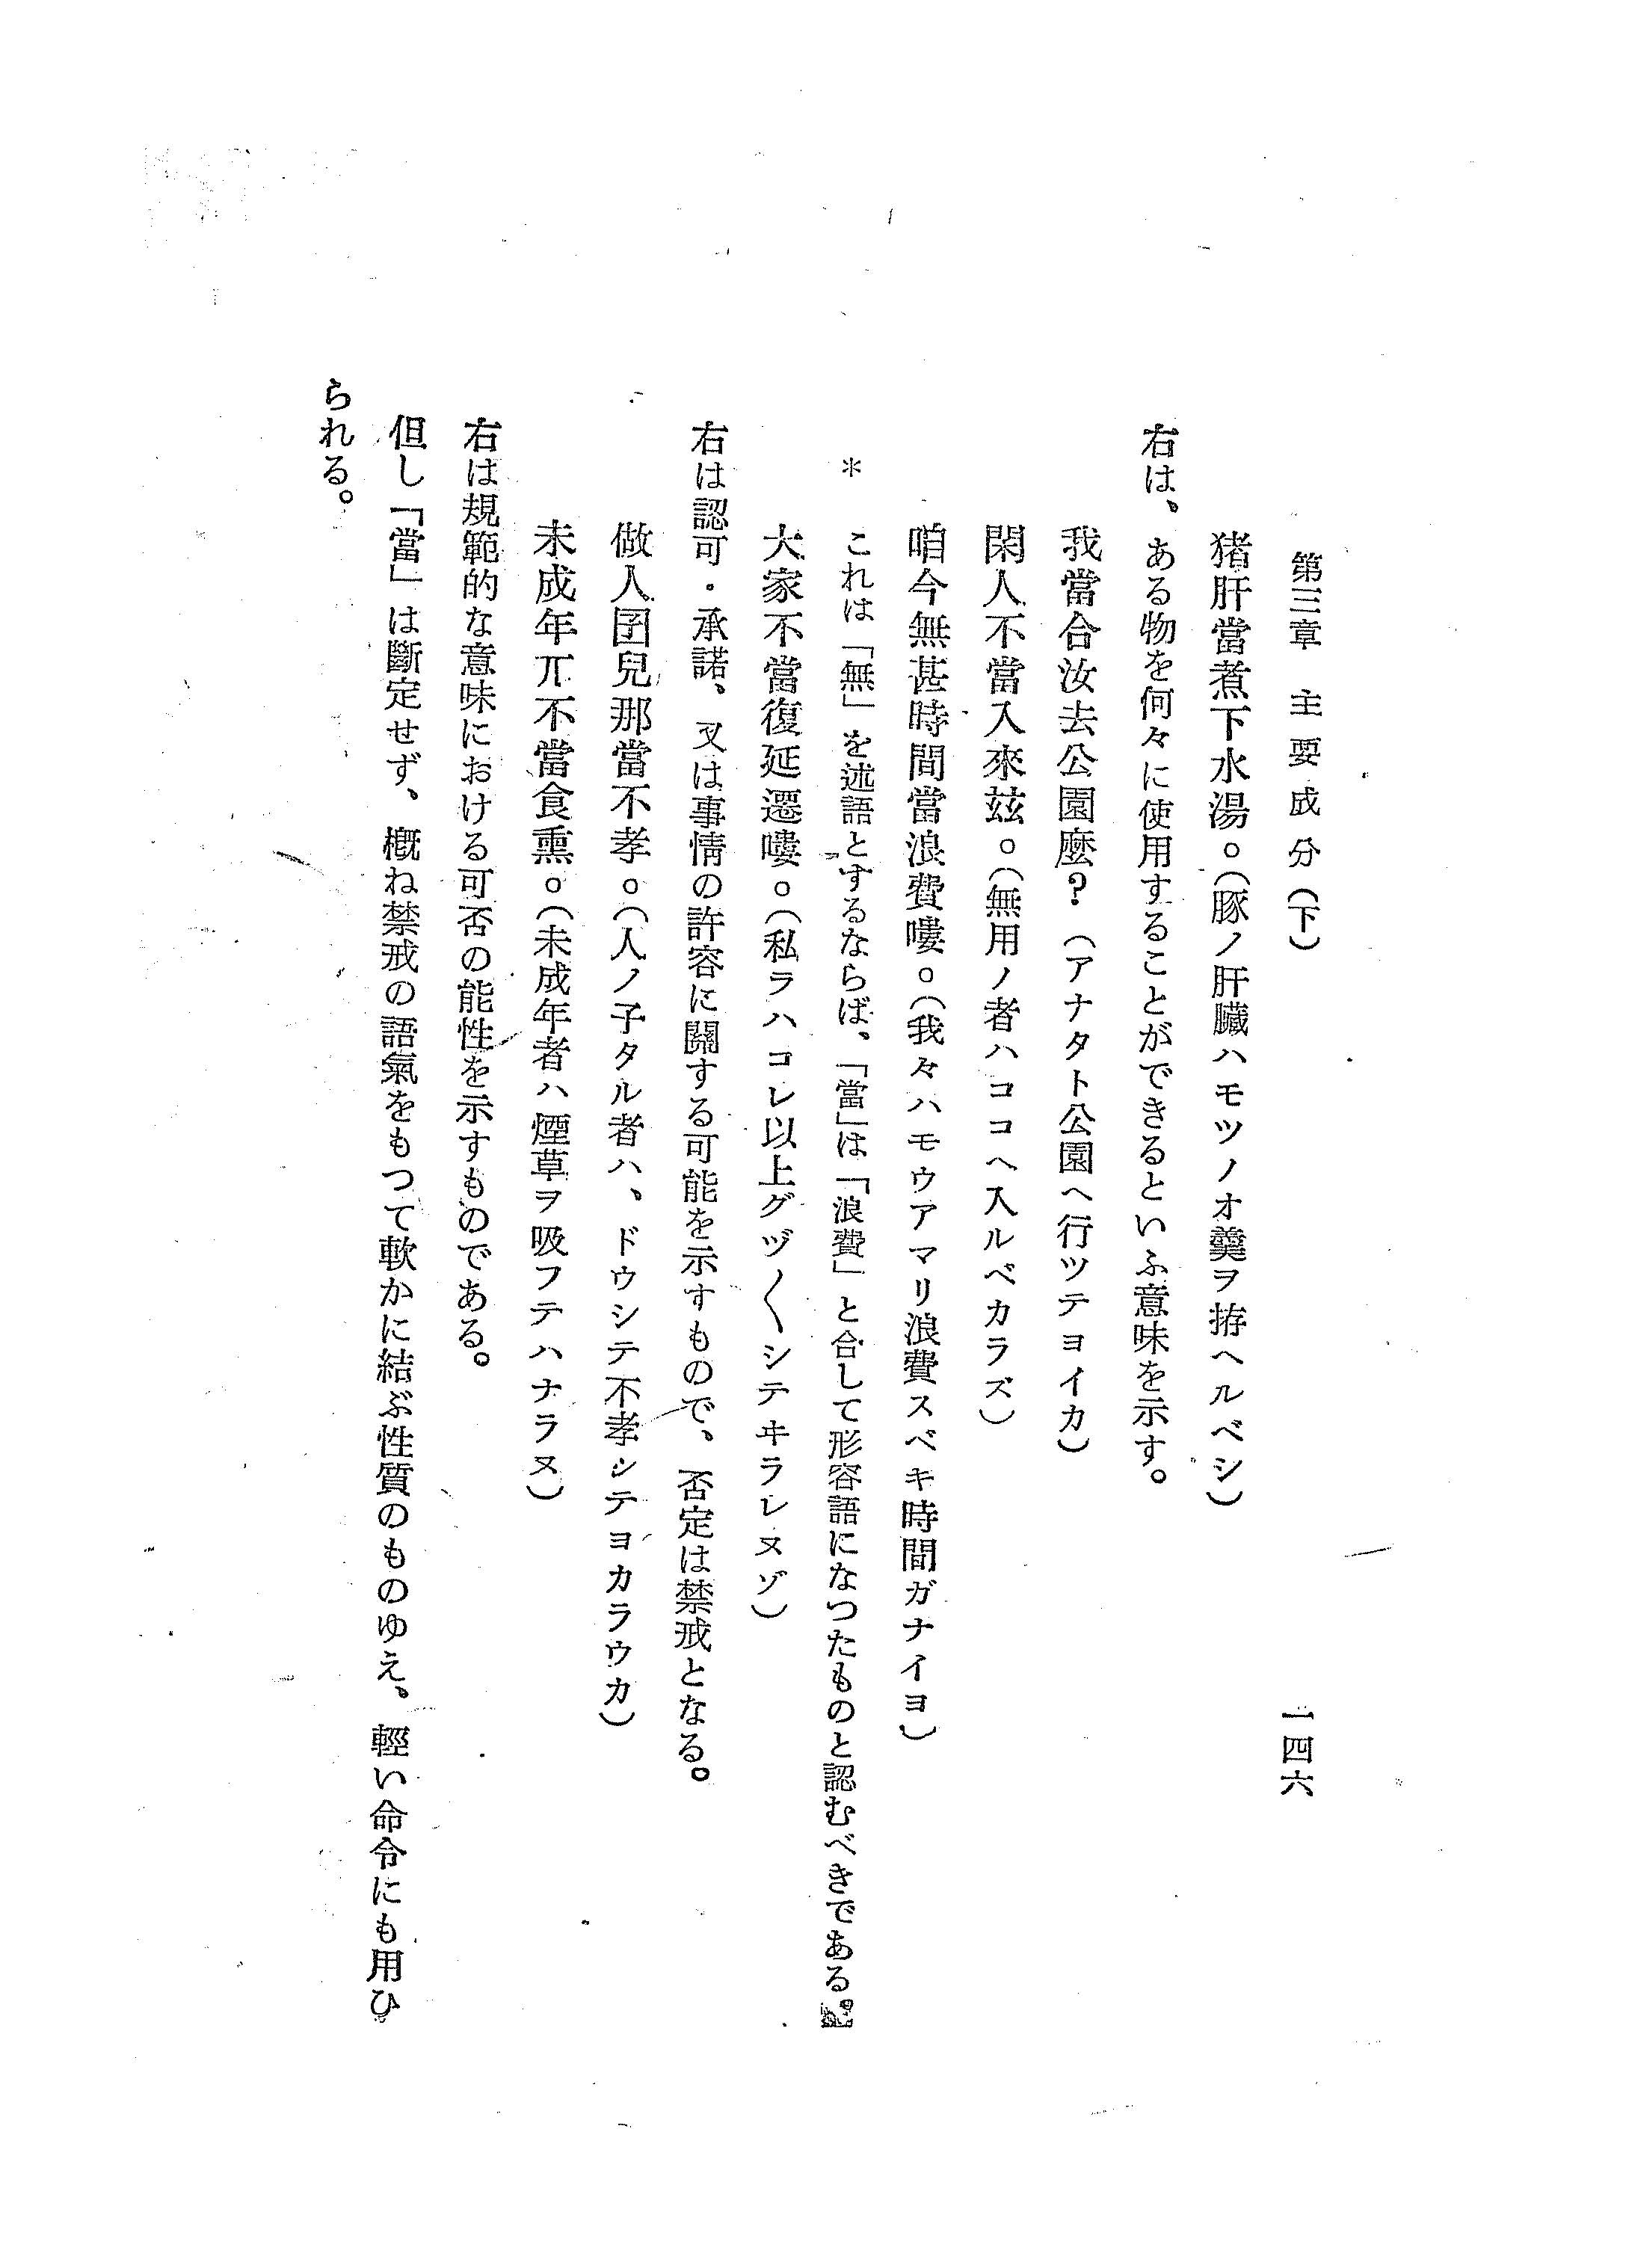 第三章　主要成分（下）
一四六
猪肝當煮下水湯。（豚ノ肝臓ハモツノオ羹ヲ拵ヘルベシ）
右は、ある物を何々に使用することができるといふ意味を示す。
我當合汝去公園麼？（アナタト公園ヘ行ツテヨイカ）
閑人不當入來玆。（無用ノ者ハココヘ入ルベカラズ）
咱今無甚時間當浪費嘍。（我々ハモウアマリ浪費スベキ時間ガナイヨ）
＊　これは「無」を述語とするならば、「當」は「浪費」と合して形容語になつたものと認むべきである。
大家不當復延遷嘍。（私ラハコレ以上グヅ〱シテヰラレヌゾ）
右は認可・承諾、又は事情の許容に關する可能を示すもので、否定は禁戒となる。
做人囝兒那當不孝。（人ノ子タル者ハ、ドウシテ不孝シテヨカラウカ）
未成年丌不當食熏。（未成年者ハ煙草ヲ吸フテハナラヌ）
右は規範的な意味における可否の能性を示すものである。
但し「當」は斷定せず、概ね禁戒の語氣をもつて軟かに結ぶ性質のものゆえ、輕い命令にも用ひ
られる。